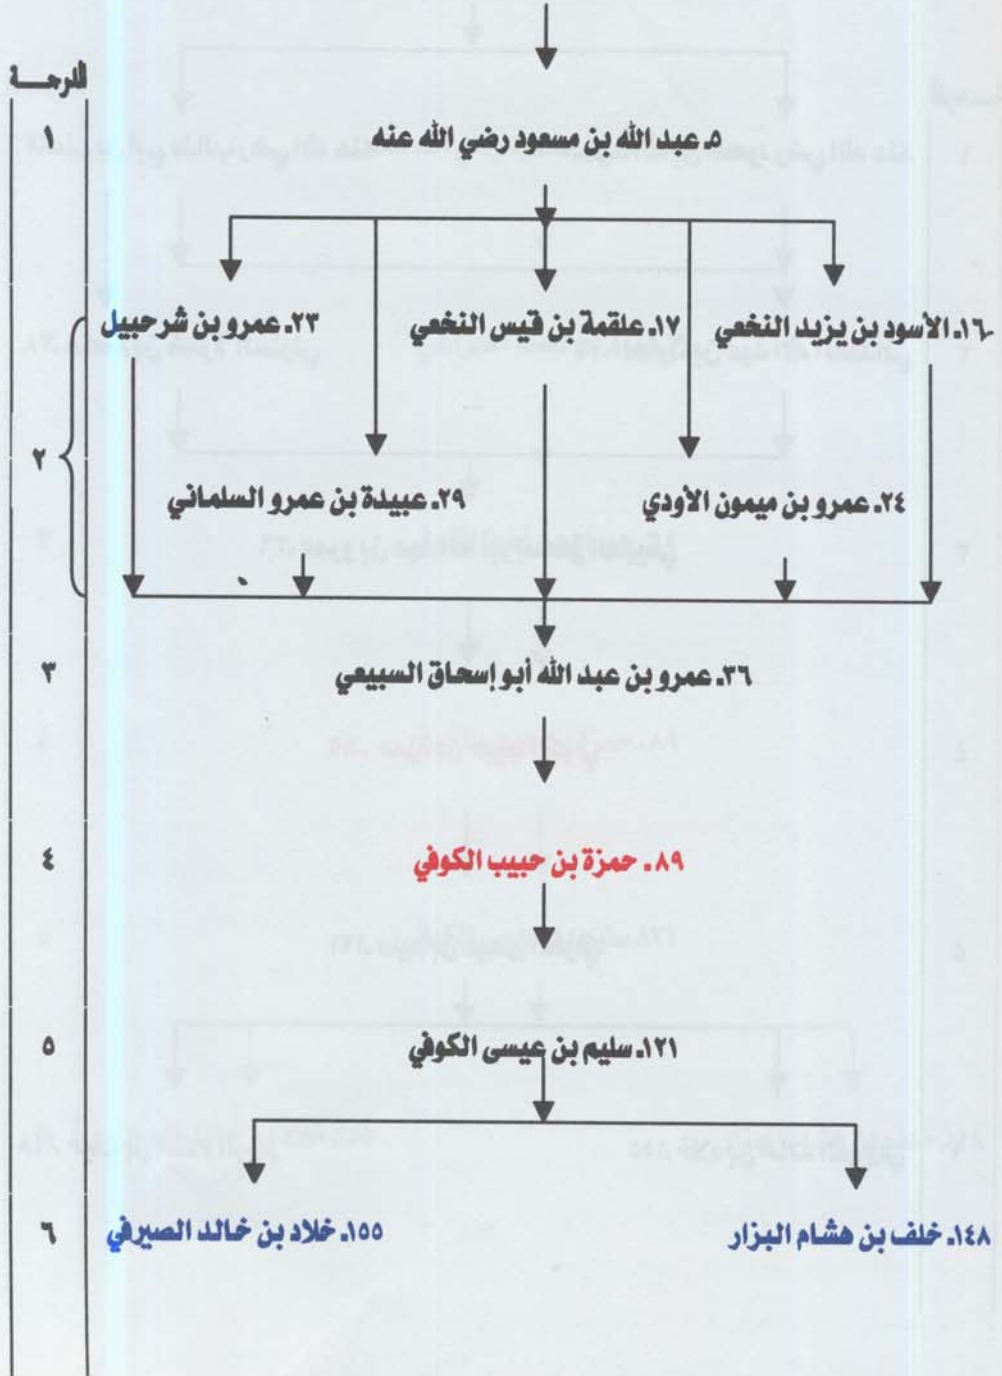 الدرجــــة
٥. عبد الله بن مسعود رضي الله عنه
١
١٦. الأسود بن يزيد النخعي
١٧. علقمة بن قيس النخعي
٢٣. عمرو بن شرحبيل
٢
٢٤. عمرو بن ميمون الأودي
٢٩. عبيدة بن عمرو السلماني
٣٦. عمرو بن عبد الله أبو إسحاق السبيعي
٣
٨٩. حمزة بن حبيب الكوفي
٤
١٢١. سليم بن عيسى الكوفي
٥
١٤٨. خلف بن هشام البزار
١٥٥. خلاد بن خالد الصيرفي
٦